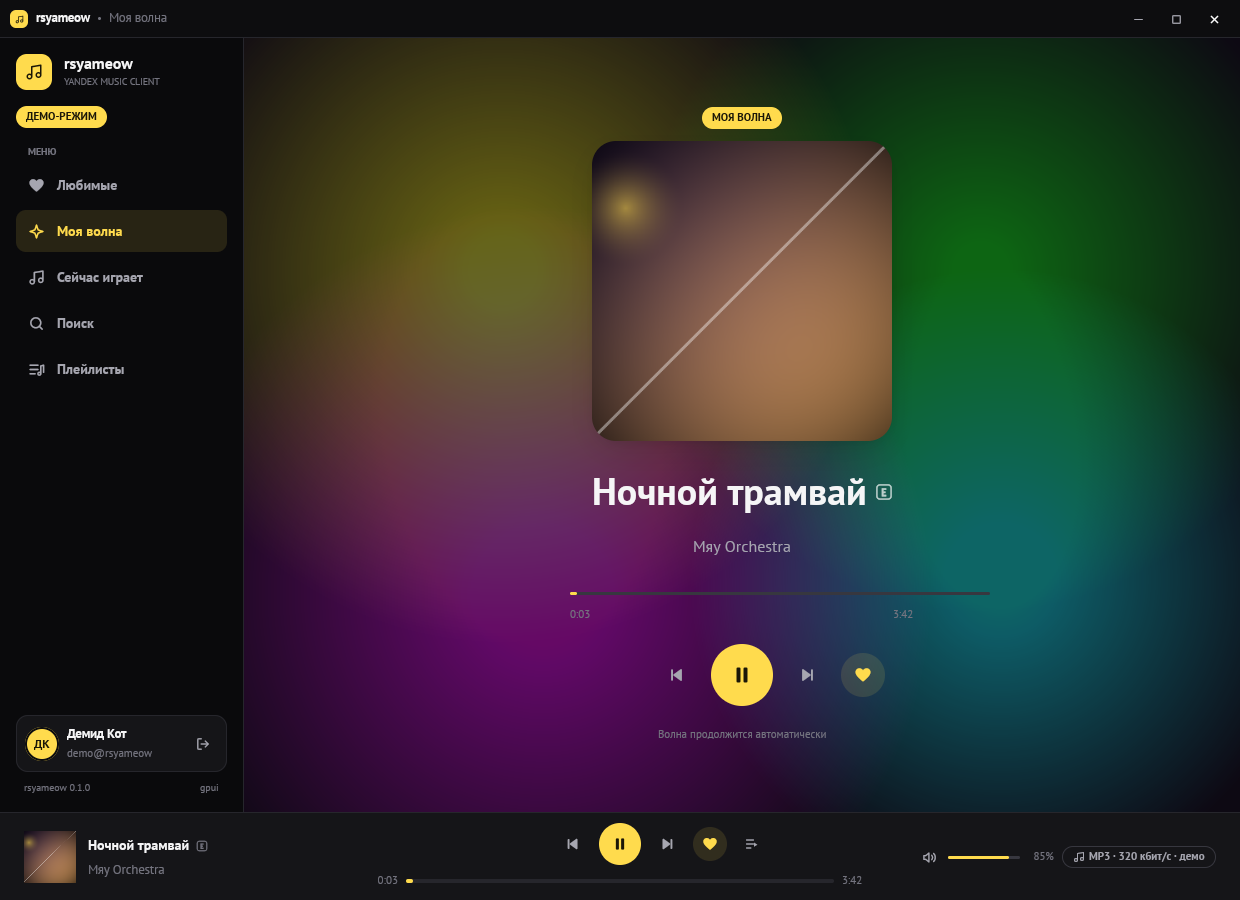 rsyameow • Моя волна
rsyameow
YANDEX MUSIC CLIENT
ДЕМО-РЕЖИМ
МЕНЮ
Любимые
Моя волна
Сейчас играет
Поиск
Плейлисты
ДК
Демид Кот
demo@rsyameow
rsyameow 0.1.0
gpui
МОЯ ВОЛНА
Ночной трамвай E
Мяу Orchestra
0:03
3:42
Волна продолжится автоматически
Ночной трамвай E
Мяу Orchestra
0:03
3:42
85%
MP3 · 320 кбит/с · демо